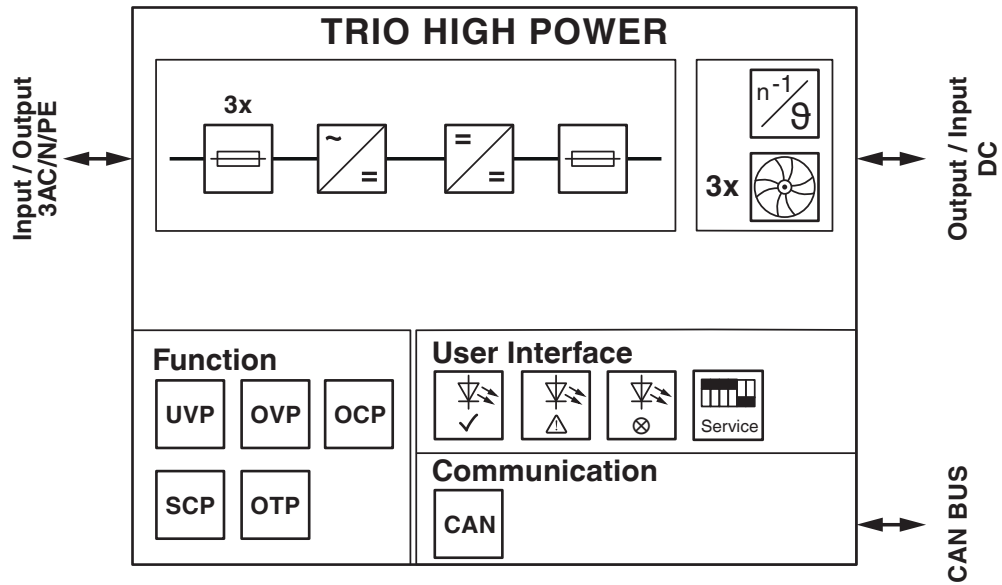 TRIO HIGH POWER
Input / Output
3AC/N/PE
3x
~
=
=
=
n⁻¹
ϑ
3x
Output / Input
DC
Function
UVP
OVP
OCP
SCP
OTP
User Interface
Service
Communication
CAN
CAN BUS